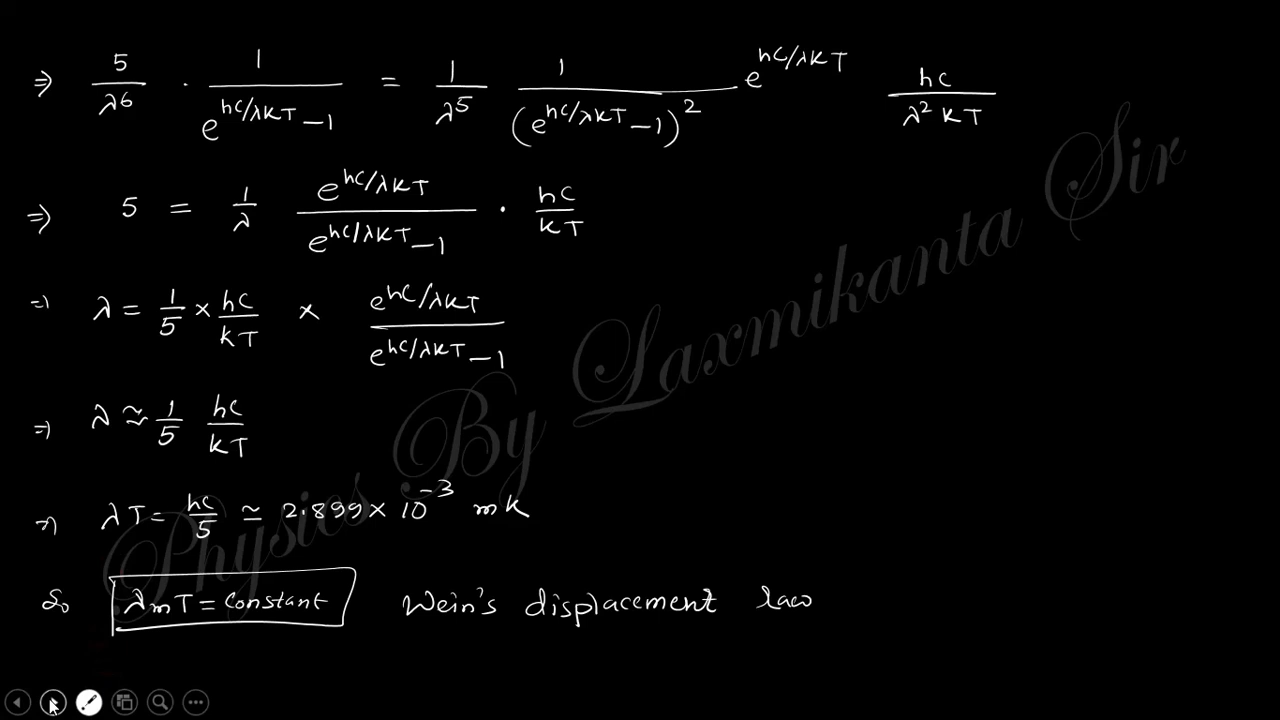 ⇒ 5/λ⁶ · 1/(e^(hc/λkT) − 1) = 1/λ⁵ 1/(e^(hc/λkT) − 1)² e^(hc/λkT) hc/(λ² kT)
⇒ 5 = 1/λ e^(hc/λkT)/(e^(hc/λkT) − 1) · hc/kT
⇒ λ = 1/5 × hc/kT × e^(hc/λkT)/(e^(hc/λkT) − 1)
⇒ λ ≈ 1/5 hc/kT
⇒ λT = hc/5 ≃ 2.899 × 10⁻³ mk
So λmT = Constant Wein's displacement law
Physics By Laxmikanta Sir